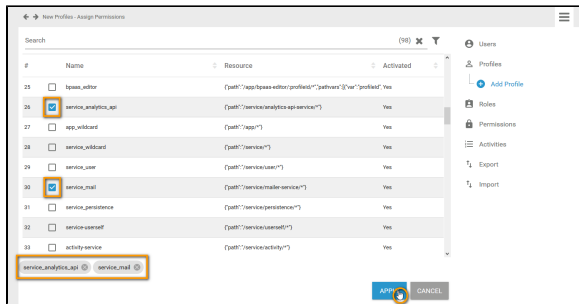 New Profiles - Assign Permissions
Search (98)
# Name Resource Activated
25 bpaas_editor {"path":"/app/bpaas-editor/:profileid/*","pathvars":[{"var":"profileid", Yes
26 service_analytics_api {"path":"/service/analytics-api-service/*"} Yes
27 app_wildcard {"path":"/app/*"} Yes
28 service_wildcard {"path":"/service/*"} Yes
29 service_user {"path":"/service/user/*"} Yes
30 service_mail {"path":"/service/mailer-service/*"} Yes
31 service_persistence {"path":"/service/persistence/*"} Yes
32 service-userself {"path":"/service/userself/*"} Yes
33 activity-service {"path":"/service/activity/*"} Yes
service_analytics_api service_mail
CANCEL
Users
Profiles
Add Profile
Roles
Permissions
Activities
Export
Import